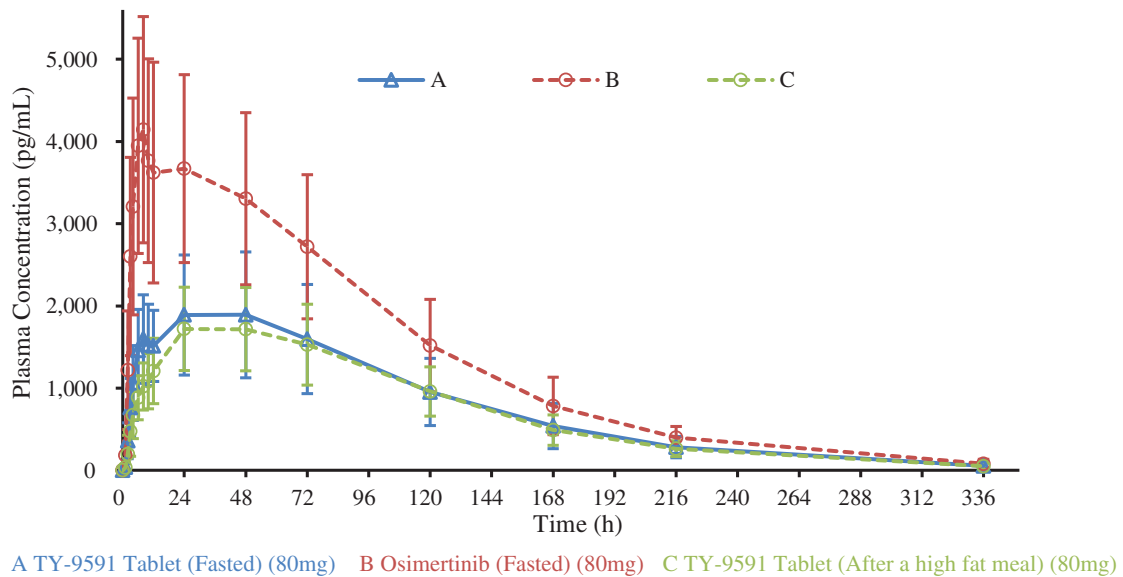 Plasma Concentration (pg/mL)
5,000
4,000
3,000
2,000
1,000
0
A
B
C
0 24 48 72 96 120 144 168 192 216 240 264 288 312 336
Time (h)
A TY-9591 Tablet (Fasted) (80mg) B Osimertinib (Fasted) (80mg) C TY-9591 Tablet (After a high fat meal) (80mg)